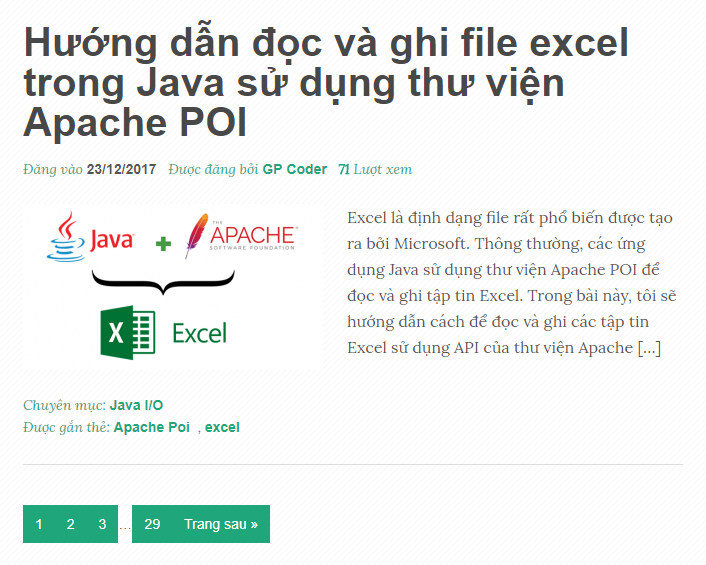 Hướng dẫn đọc và ghi file excel
trong Java sử dụng thư viện
Apache POI
Đăng vào 23/12/2017 Được đăng bởi GP Coder 71 Lượt xem
Java
+
THE
APACHE
SOFTWARE FOUNDATION
X
Excel
Excel là định dạng file rất phổ biến được tạo
ra bởi Microsoft. Thông thường, các ứng
dụng Java sử dụng thư viện Apache POI để
đọc và ghi tập tin Excel. Trong bài này, tôi sẽ
hướng dẫn cách để đọc và ghi các tập tin
Excel sử dụng API của thư viện Apache [...]
Chuyên mục: Java I/O
Được gắn thẻ: Apache Poi , excel
1 2 3 ... 29 Trang sau »